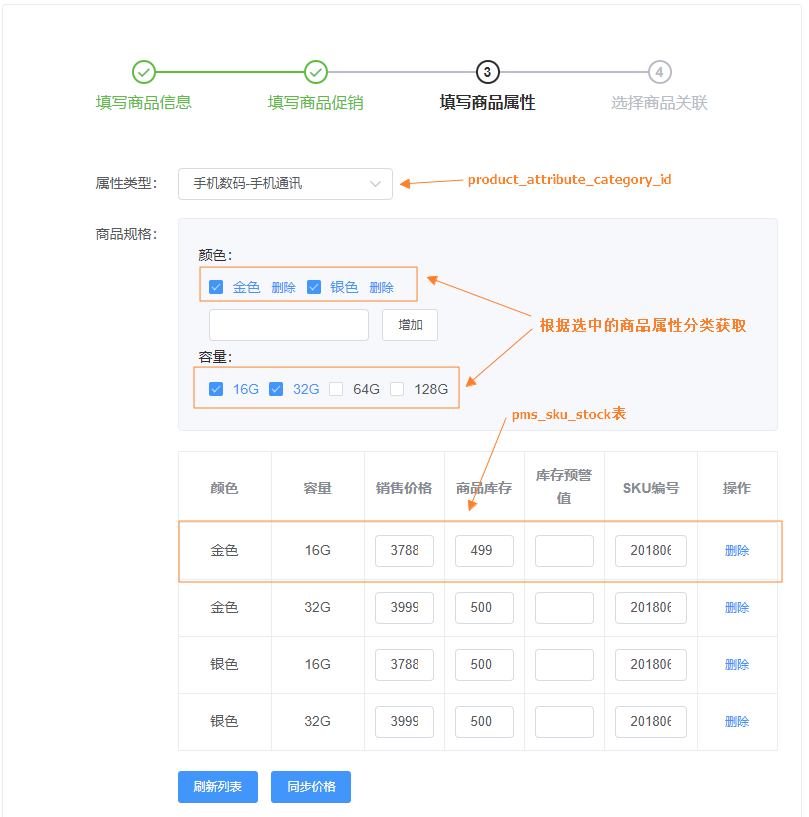 3 4
填写商品信息 填写商品促销 填写商品属性 选择商品关联
属性类型： 手机数码-手机通讯 product_attribute_category_id
商品规格：
颜色：
金色 删除 银色 删除
增加
根据选中的商品属性分类获取
容量：
16G 32G 64G 128G
pms_sku_stock表
颜色 容量 销售价格 商品库存 库存预警值 SKU编号 操作
金色 16G 3788 499 201806 删除
金色 32G 3999 500 201806 删除
银色 16G 3788 500 201806 删除
银色 32G 3999 500 201806 删除
刷新列表 同步价格